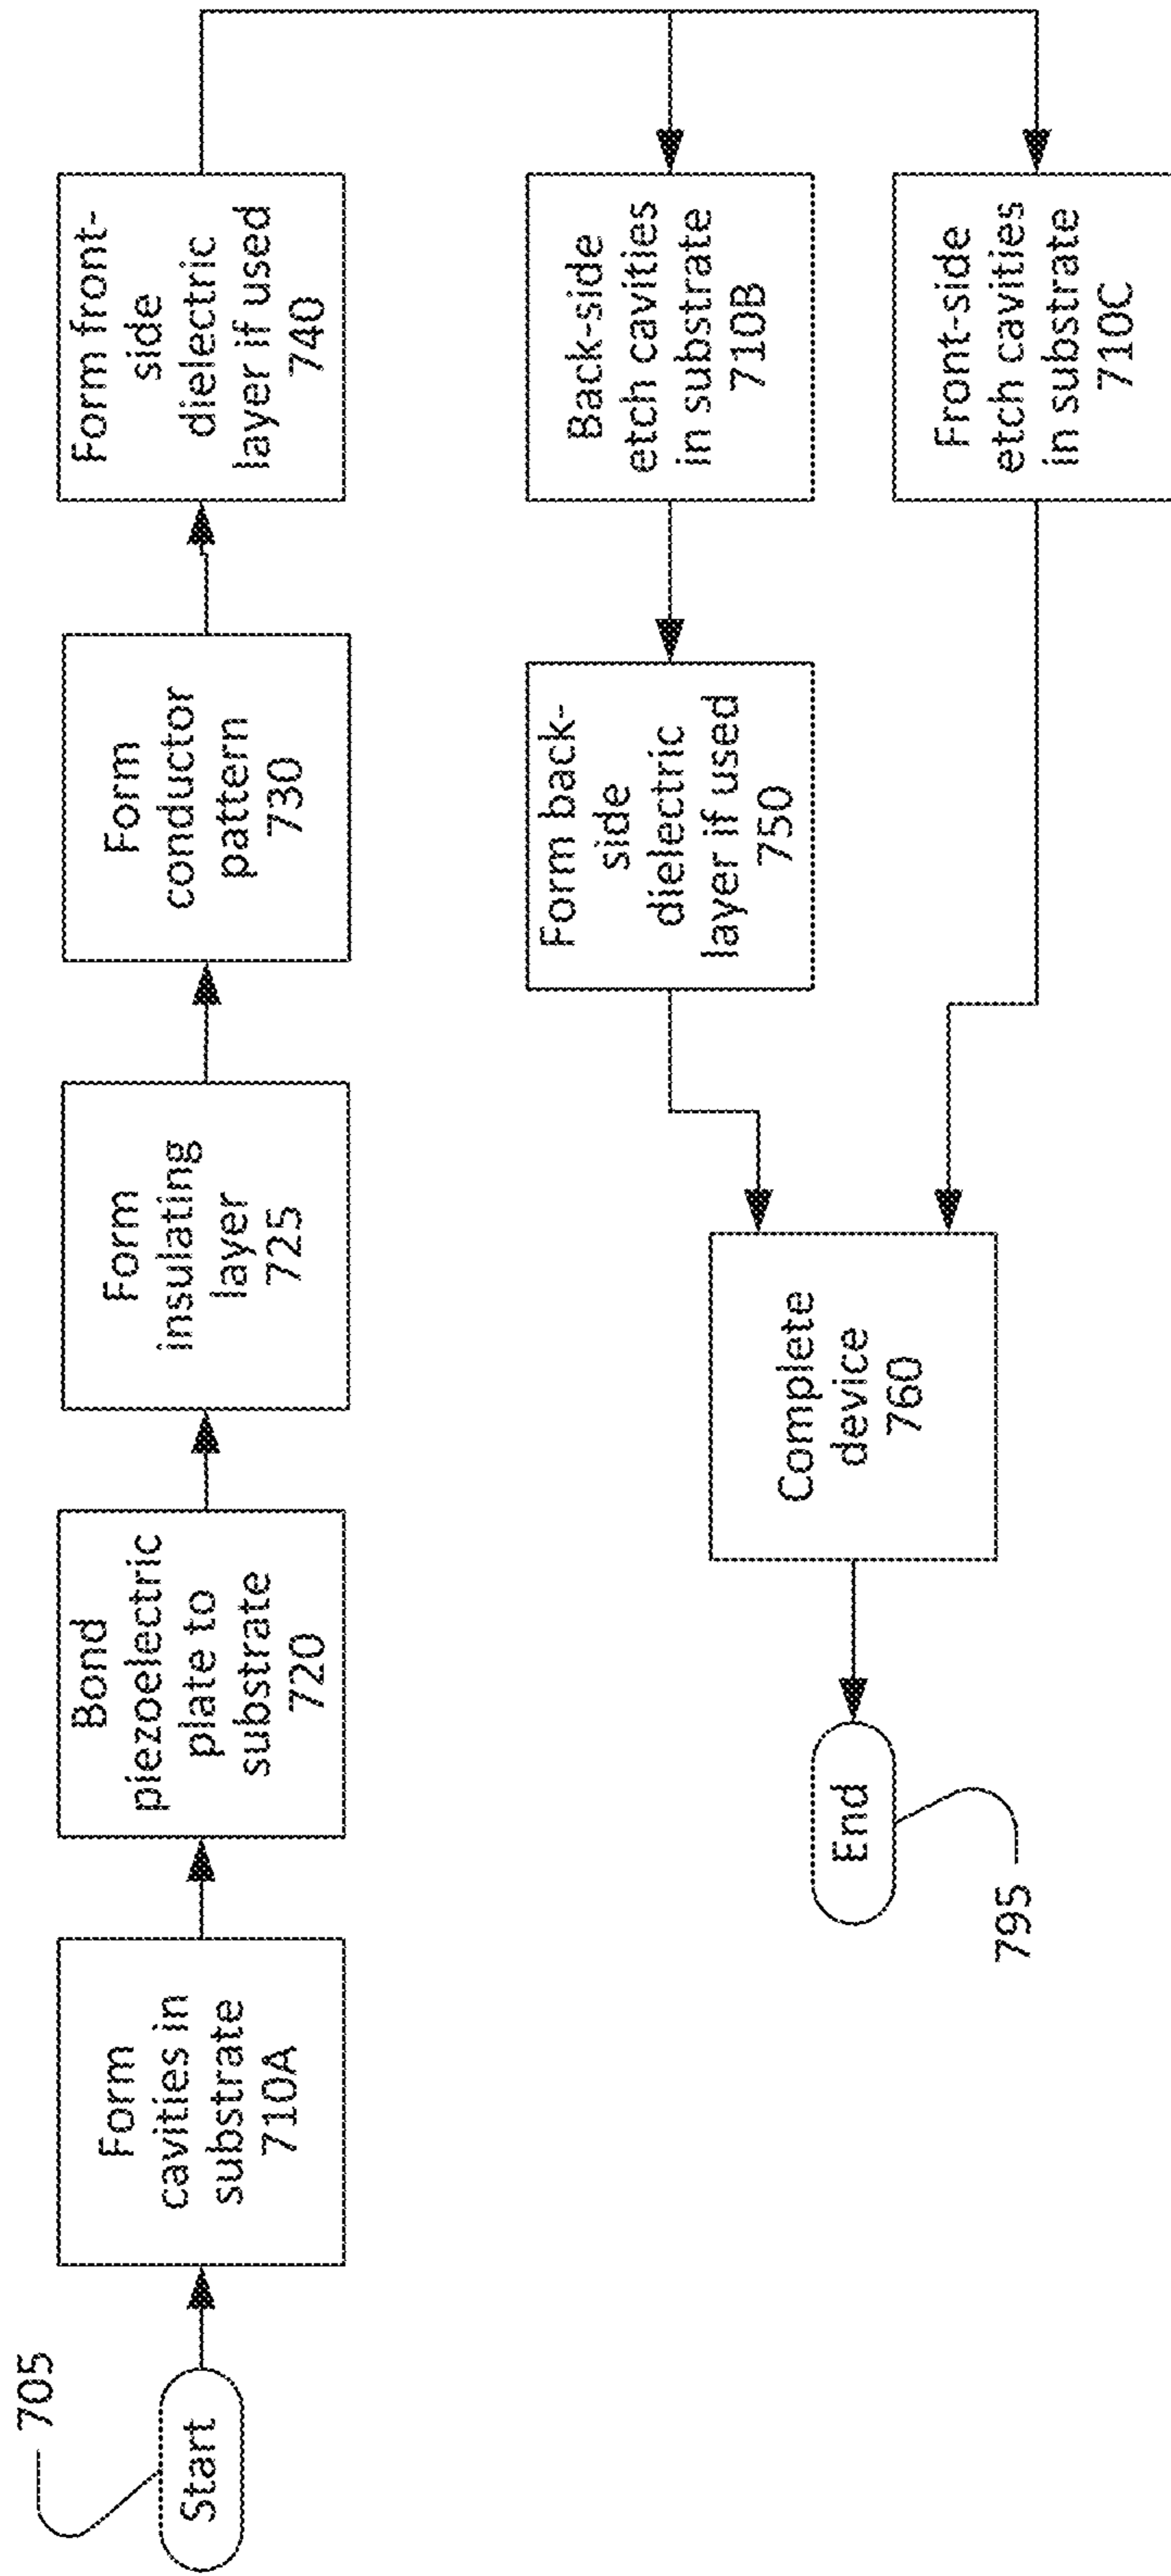 705
Start
Form
cavities in
substrate
710A
Bond
piezoelectric
plate to
substrate
720
Form
insulating
layer
725
Form
conductor
pattern
730
Form front-
side
dielectric
layer if used
740
Back-side
etch cavities
in substrate
710B
Form back-
side
dielectric
layer if used
750
Front-side
etch cavities
in substrate
710C
Complete
device
760
End
795